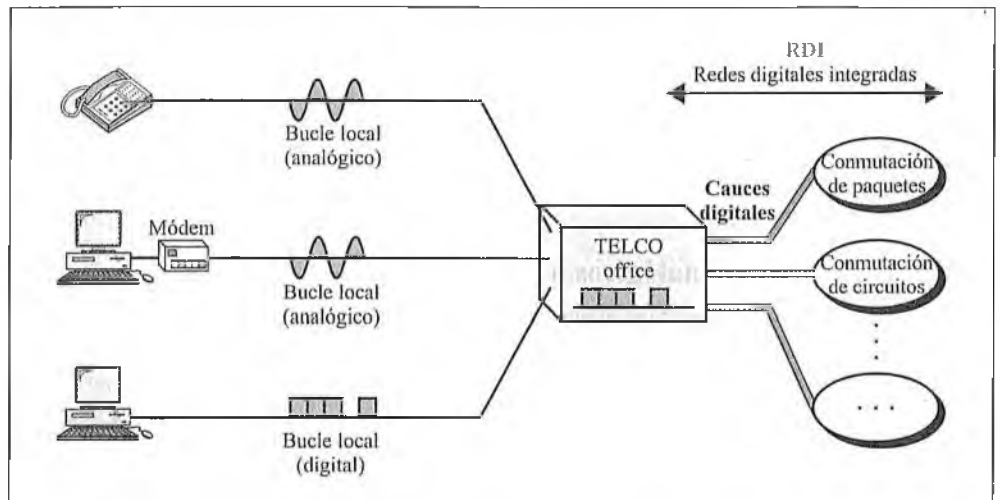 RDI
Redes digitales integradas
Bucle local
(analógico)
Módem
Bucle local
(analógico)
Bucle local
(digital)
TELCO
office
Cauces
digitales
Conmutación
de paquetes
Conmutación
de circuitos
. . .
. . .